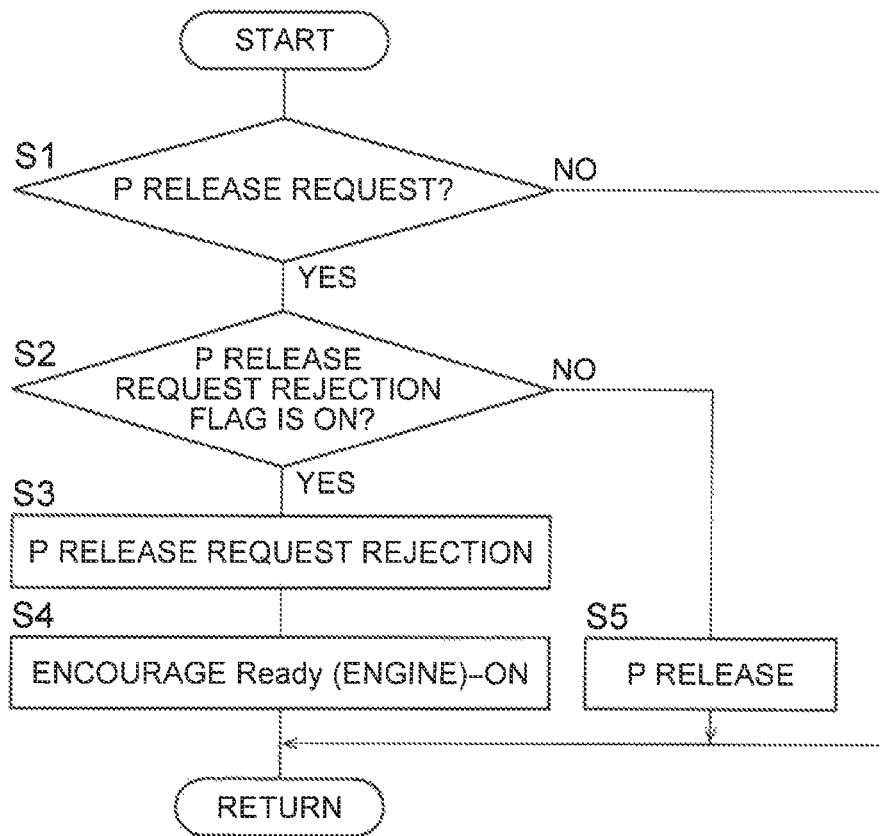 START
S1
P RELEASE REQUEST?
NO
YES
S2
P RELEASE
REQUEST REJECTION
FLAG IS ON?
NO
YES
S3
P RELEASE REQUEST REJECTION
S4
ENCOURAGE Ready (ENGINE)–ON
S5
P RELEASE
RETURN